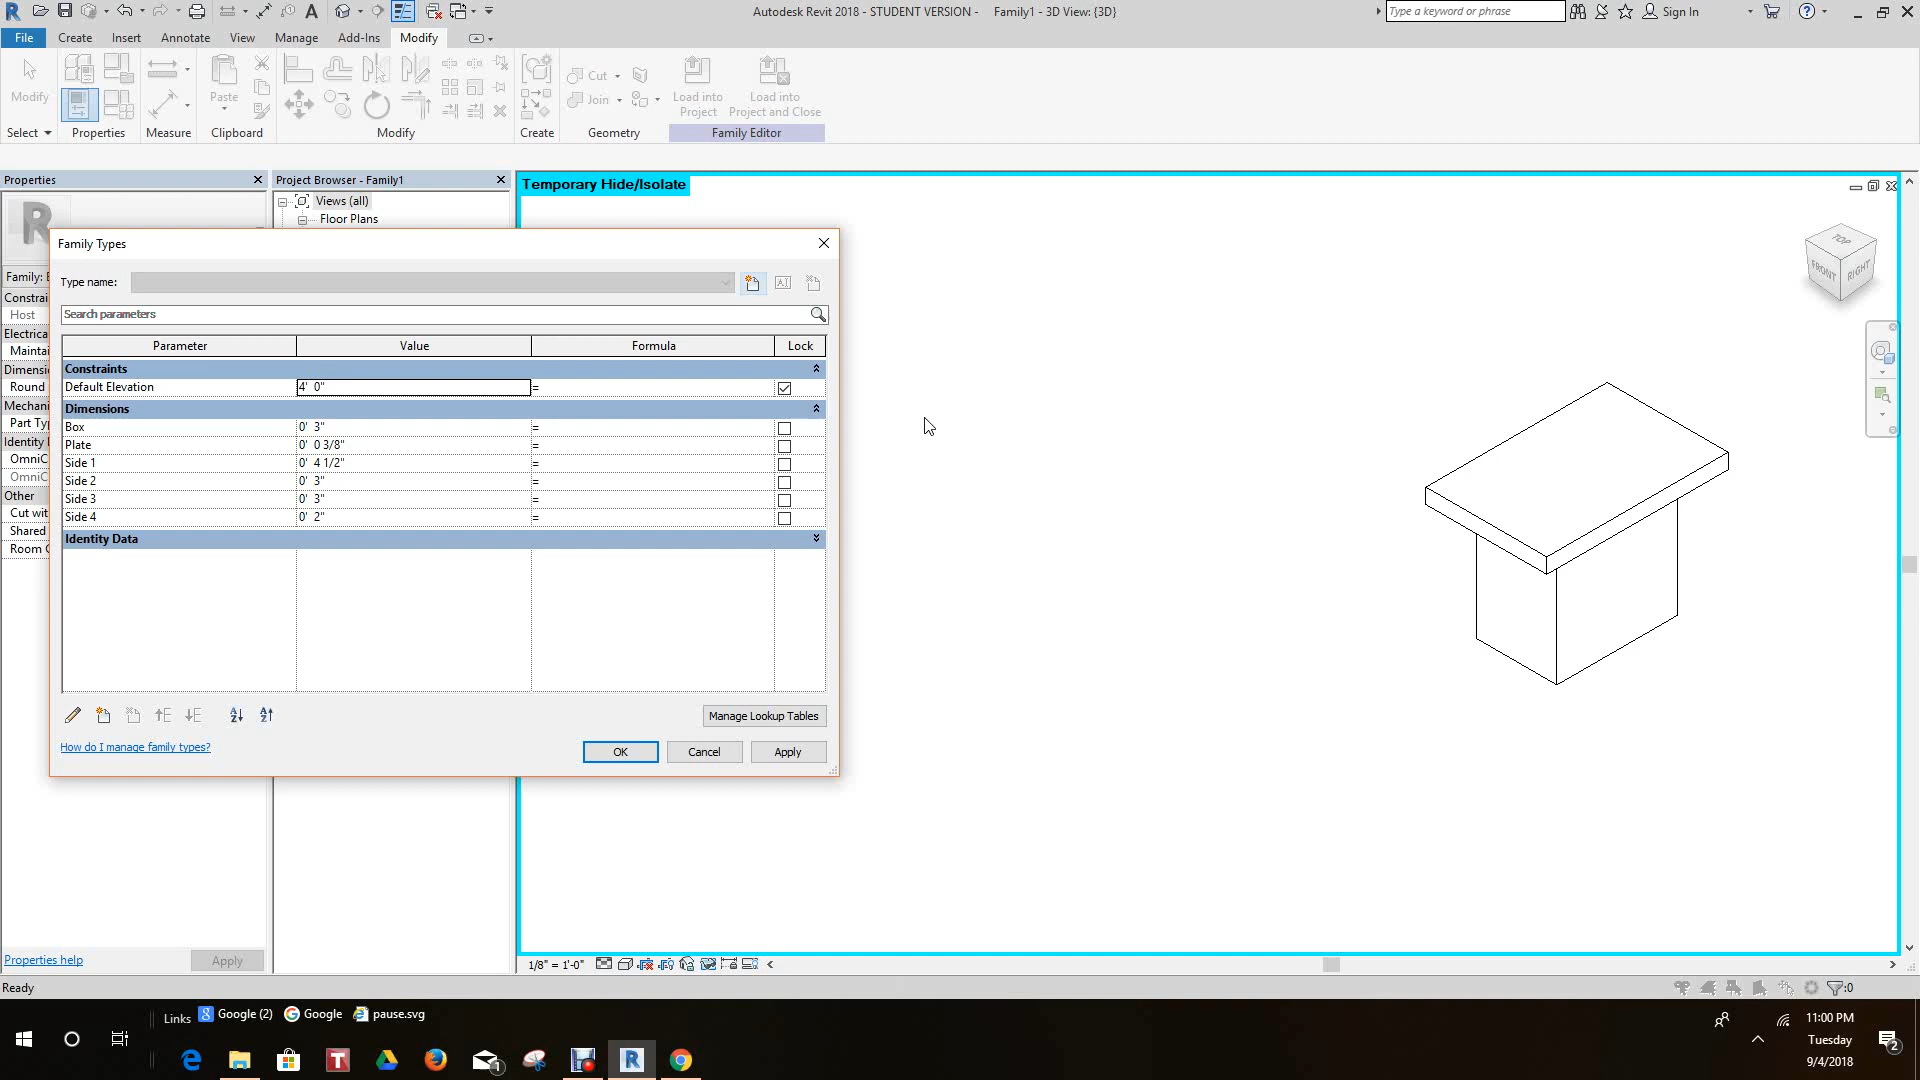 Autodesk Revit 2018 - STUDENT VERSION - Family1 - 3D View: {3D}
Type a keyword or phrase
Sign In
File Create Insert Annotate View Manage Add-Ins Modify
Modify
Paste
Cut
Join
Load into Project
Load into Project and Close
Select Properties Measure Clipboard Modify Create Geometry Family Editor
Properties
Project Browser - Family1
Temporary Hide/Isolate
Views (all)
Floor Plans
TOP
FRONT
RIGHT
Family:
Constrai
Host
Electrica
Maintai
Dimensi
Round
Mechani
Part Ty
Identity
OmniC
OmniC
Other
Cut wit
Shared
Room C
Family Types
Type name:
Search parameters
Parameter Value Formula Lock
Constraints
Default Elevation 4' 0" =
Dimensions
Box 0' 3" =
Plate 0' 0 3/8" =
Side 1 0' 4 1/2" =
Side 2 0' 3" =
Side 3 0' 3" =
Side 4 0' 2" =
Identity Data
Manage Lookup Tables
How do I manage family types?
OK Cancel Apply
Properties help
Apply
1/8" = 1'-0"
Ready
:0
Links Google (2) Google pause.svg
11:00 PM
Tuesday
9/4/2018
1
2